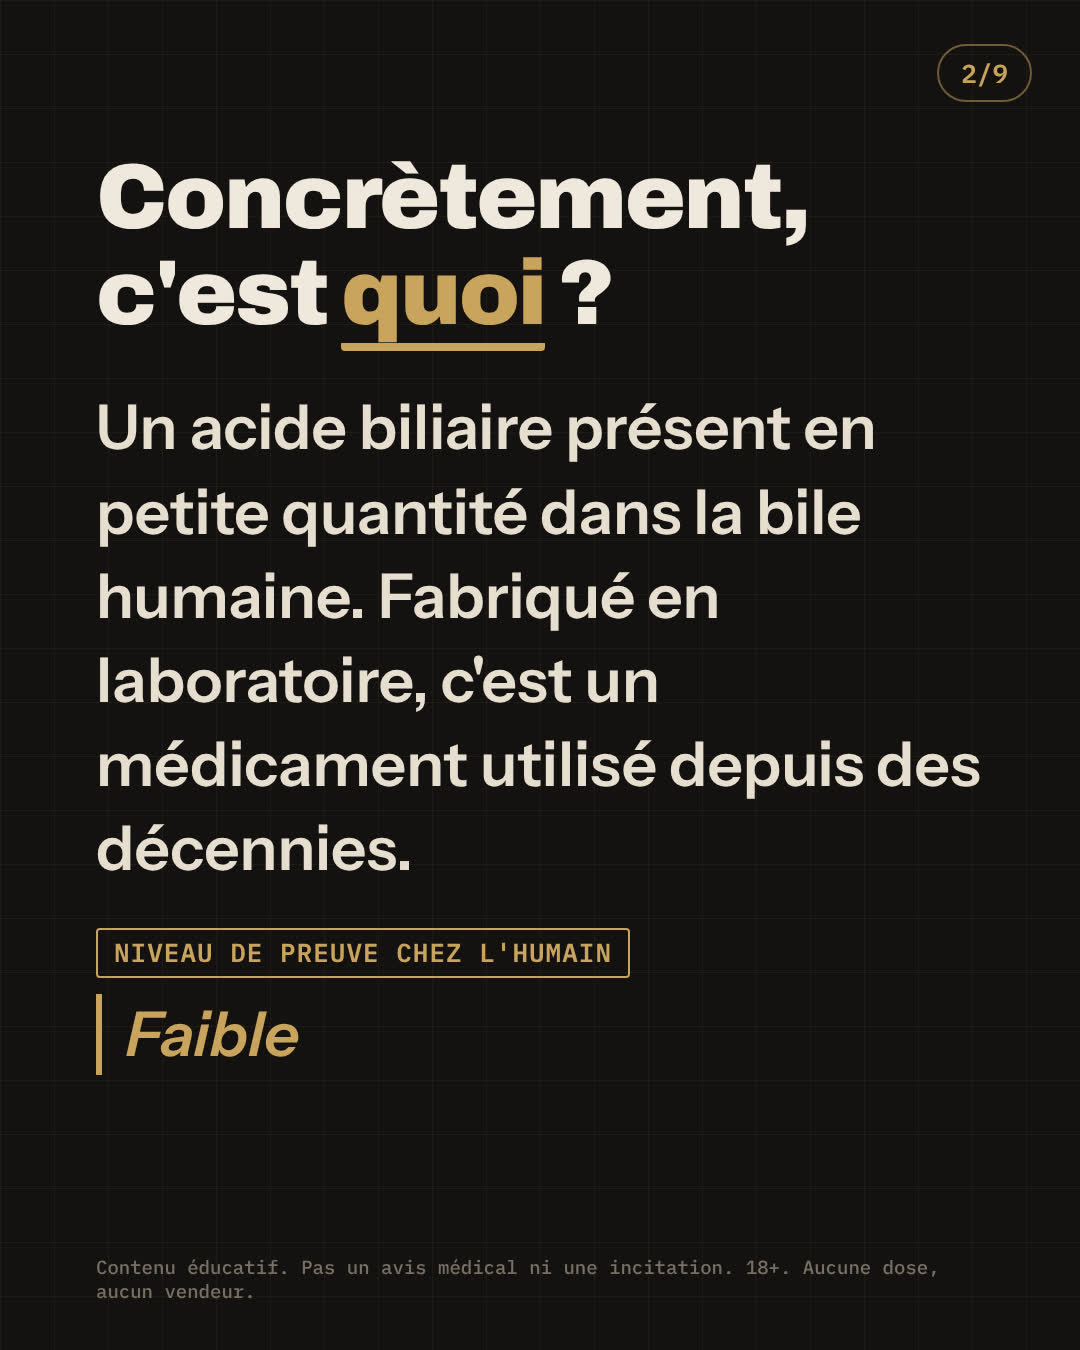 2/9
Concrètement,
c'est quoi ?
Un acide biliaire présent en
petite quantité dans la bile
humaine. Fabriqué en
laboratoire, c'est un
médicament utilisé depuis des
décennies.
NIVEAU DE PREUVE CHEZ L'HUMAIN
Faible
Contenu éducatif. Pas un avis médical ni une incitation. 18+. Aucune dose,
aucun vendeur.